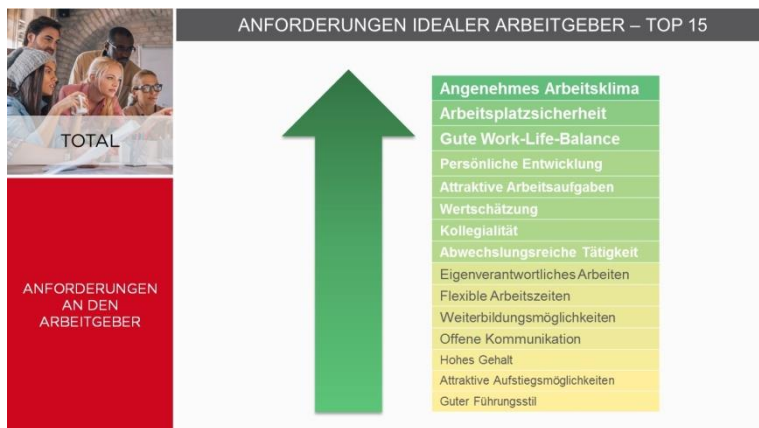 ANFORDERUNGEN IDEALER ARBEITGEBER – TOP 15
TOTAL
ANFORDERUNGEN
AN DEN
ARBEITGEBER
Angenehmes Arbeitsklima
Arbeitsplatzsicherheit
Gute Work-Life-Balance
Persönliche Entwicklung
Attraktive Arbeitsaufgaben
Wertschätzung
Kollegialität
Abwechslungsreiche Tätigkeit
Eigenverantwortliches Arbeiten
Flexible Arbeitszeiten
Weiterbildungsmöglichkeiten
Offene Kommunikation
Hohes Gehalt
Attraktive Aufstiegsmöglichkeiten
Guter Führungsstil